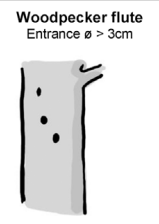 Woodpecker flute
Entrance ø > 3cm